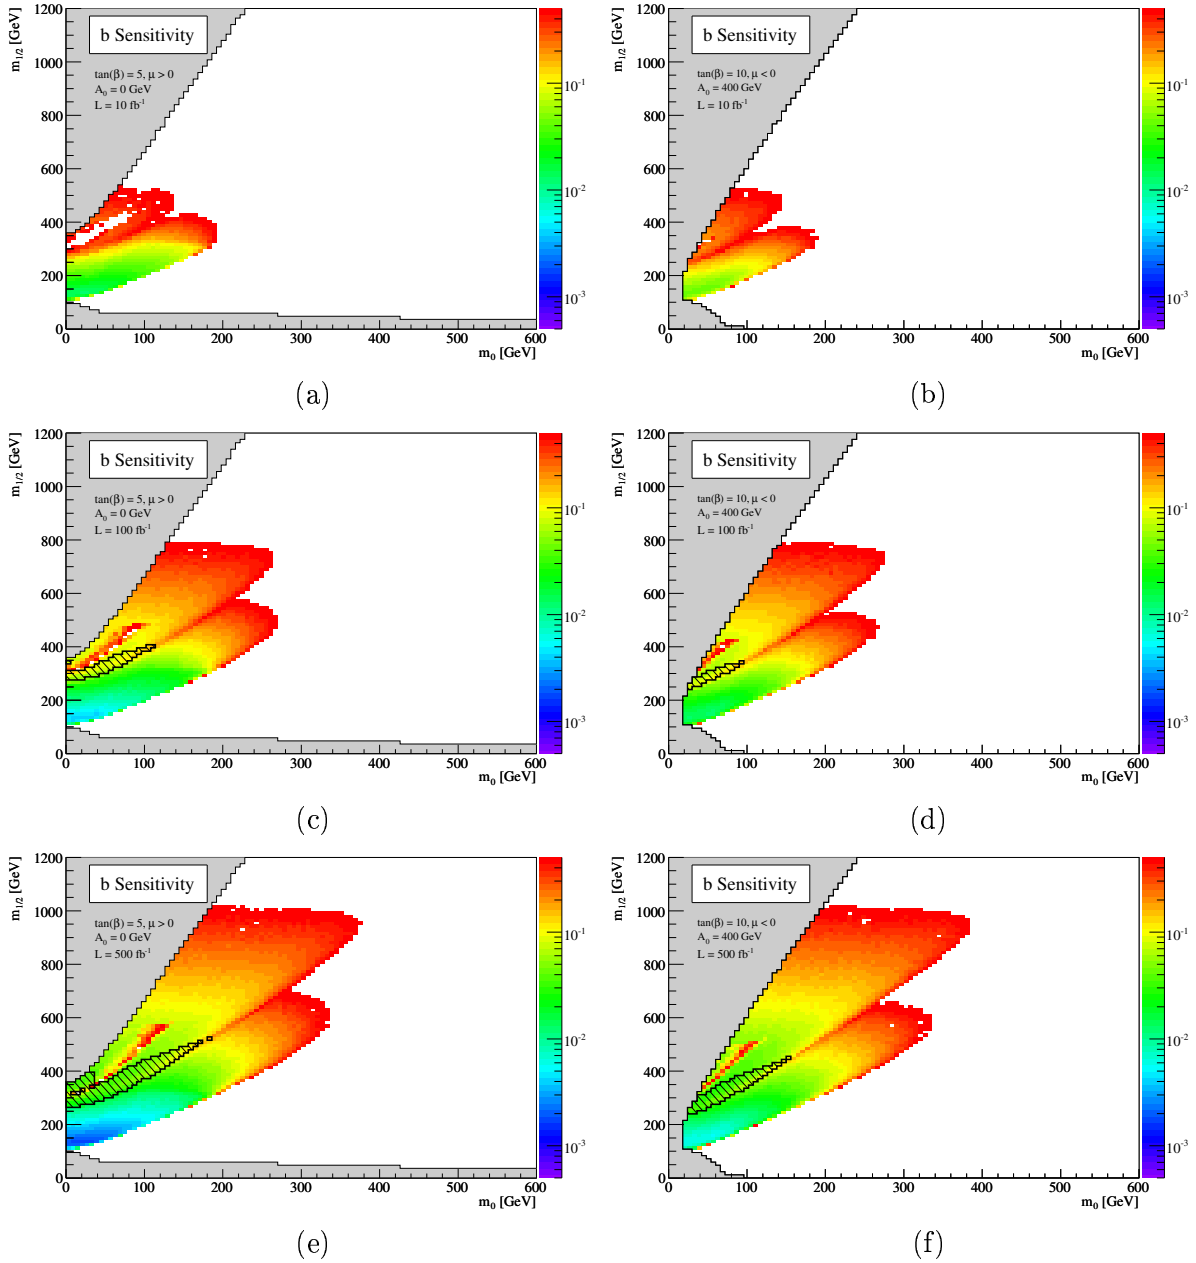 m1/2 [GeV]
1200
1000
800
600
400
200
0
b Sensitivity
tan(β) = 5, μ > 0
A0 = 0 GeV
L = 10 fb-1
0 100 200 300 400 500 600
m0 [GeV]
10-1
10-2
10-3
(a)
m1/2 [GeV]
1200
1000
800
600
400
200
0
b Sensitivity
tan(β) = 10, μ < 0
A0 = 400 GeV
L = 10 fb-1
0 100 200 300 400 500 600
m0 [GeV]
10-1
10-2
10-3
(b)
m1/2 [GeV]
1200
1000
800
600
400
200
0
b Sensitivity
tan(β) = 5, μ > 0
A0 = 0 GeV
L = 100 fb-1
0 100 200 300 400 500 600
m0 [GeV]
10-1
10-2
10-3
(c)
m1/2 [GeV]
1200
1000
800
600
400
200
0
b Sensitivity
tan(β) = 10, μ < 0
A0 = 400 GeV
L = 100 fb-1
0 100 200 300 400 500 600
m0 [GeV]
10-1
10-2
10-3
(d)
m1/2 [GeV]
1200
1000
800
600
400
200
0
b Sensitivity
tan(β) = 5, μ > 0
A0 = 0 GeV
L = 500 fb-1
0 100 200 300 400 500 600
m0 [GeV]
10-1
10-2
10-3
(e)
m1/2 [GeV]
1200
1000
800
600
400
200
0
b Sensitivity
tan(β) = 10, μ < 0
A0 = 400 GeV
L = 500 fb-1
0 100 200 300 400 500 600
m0 [GeV]
10-1
10-2
10-3
(f)